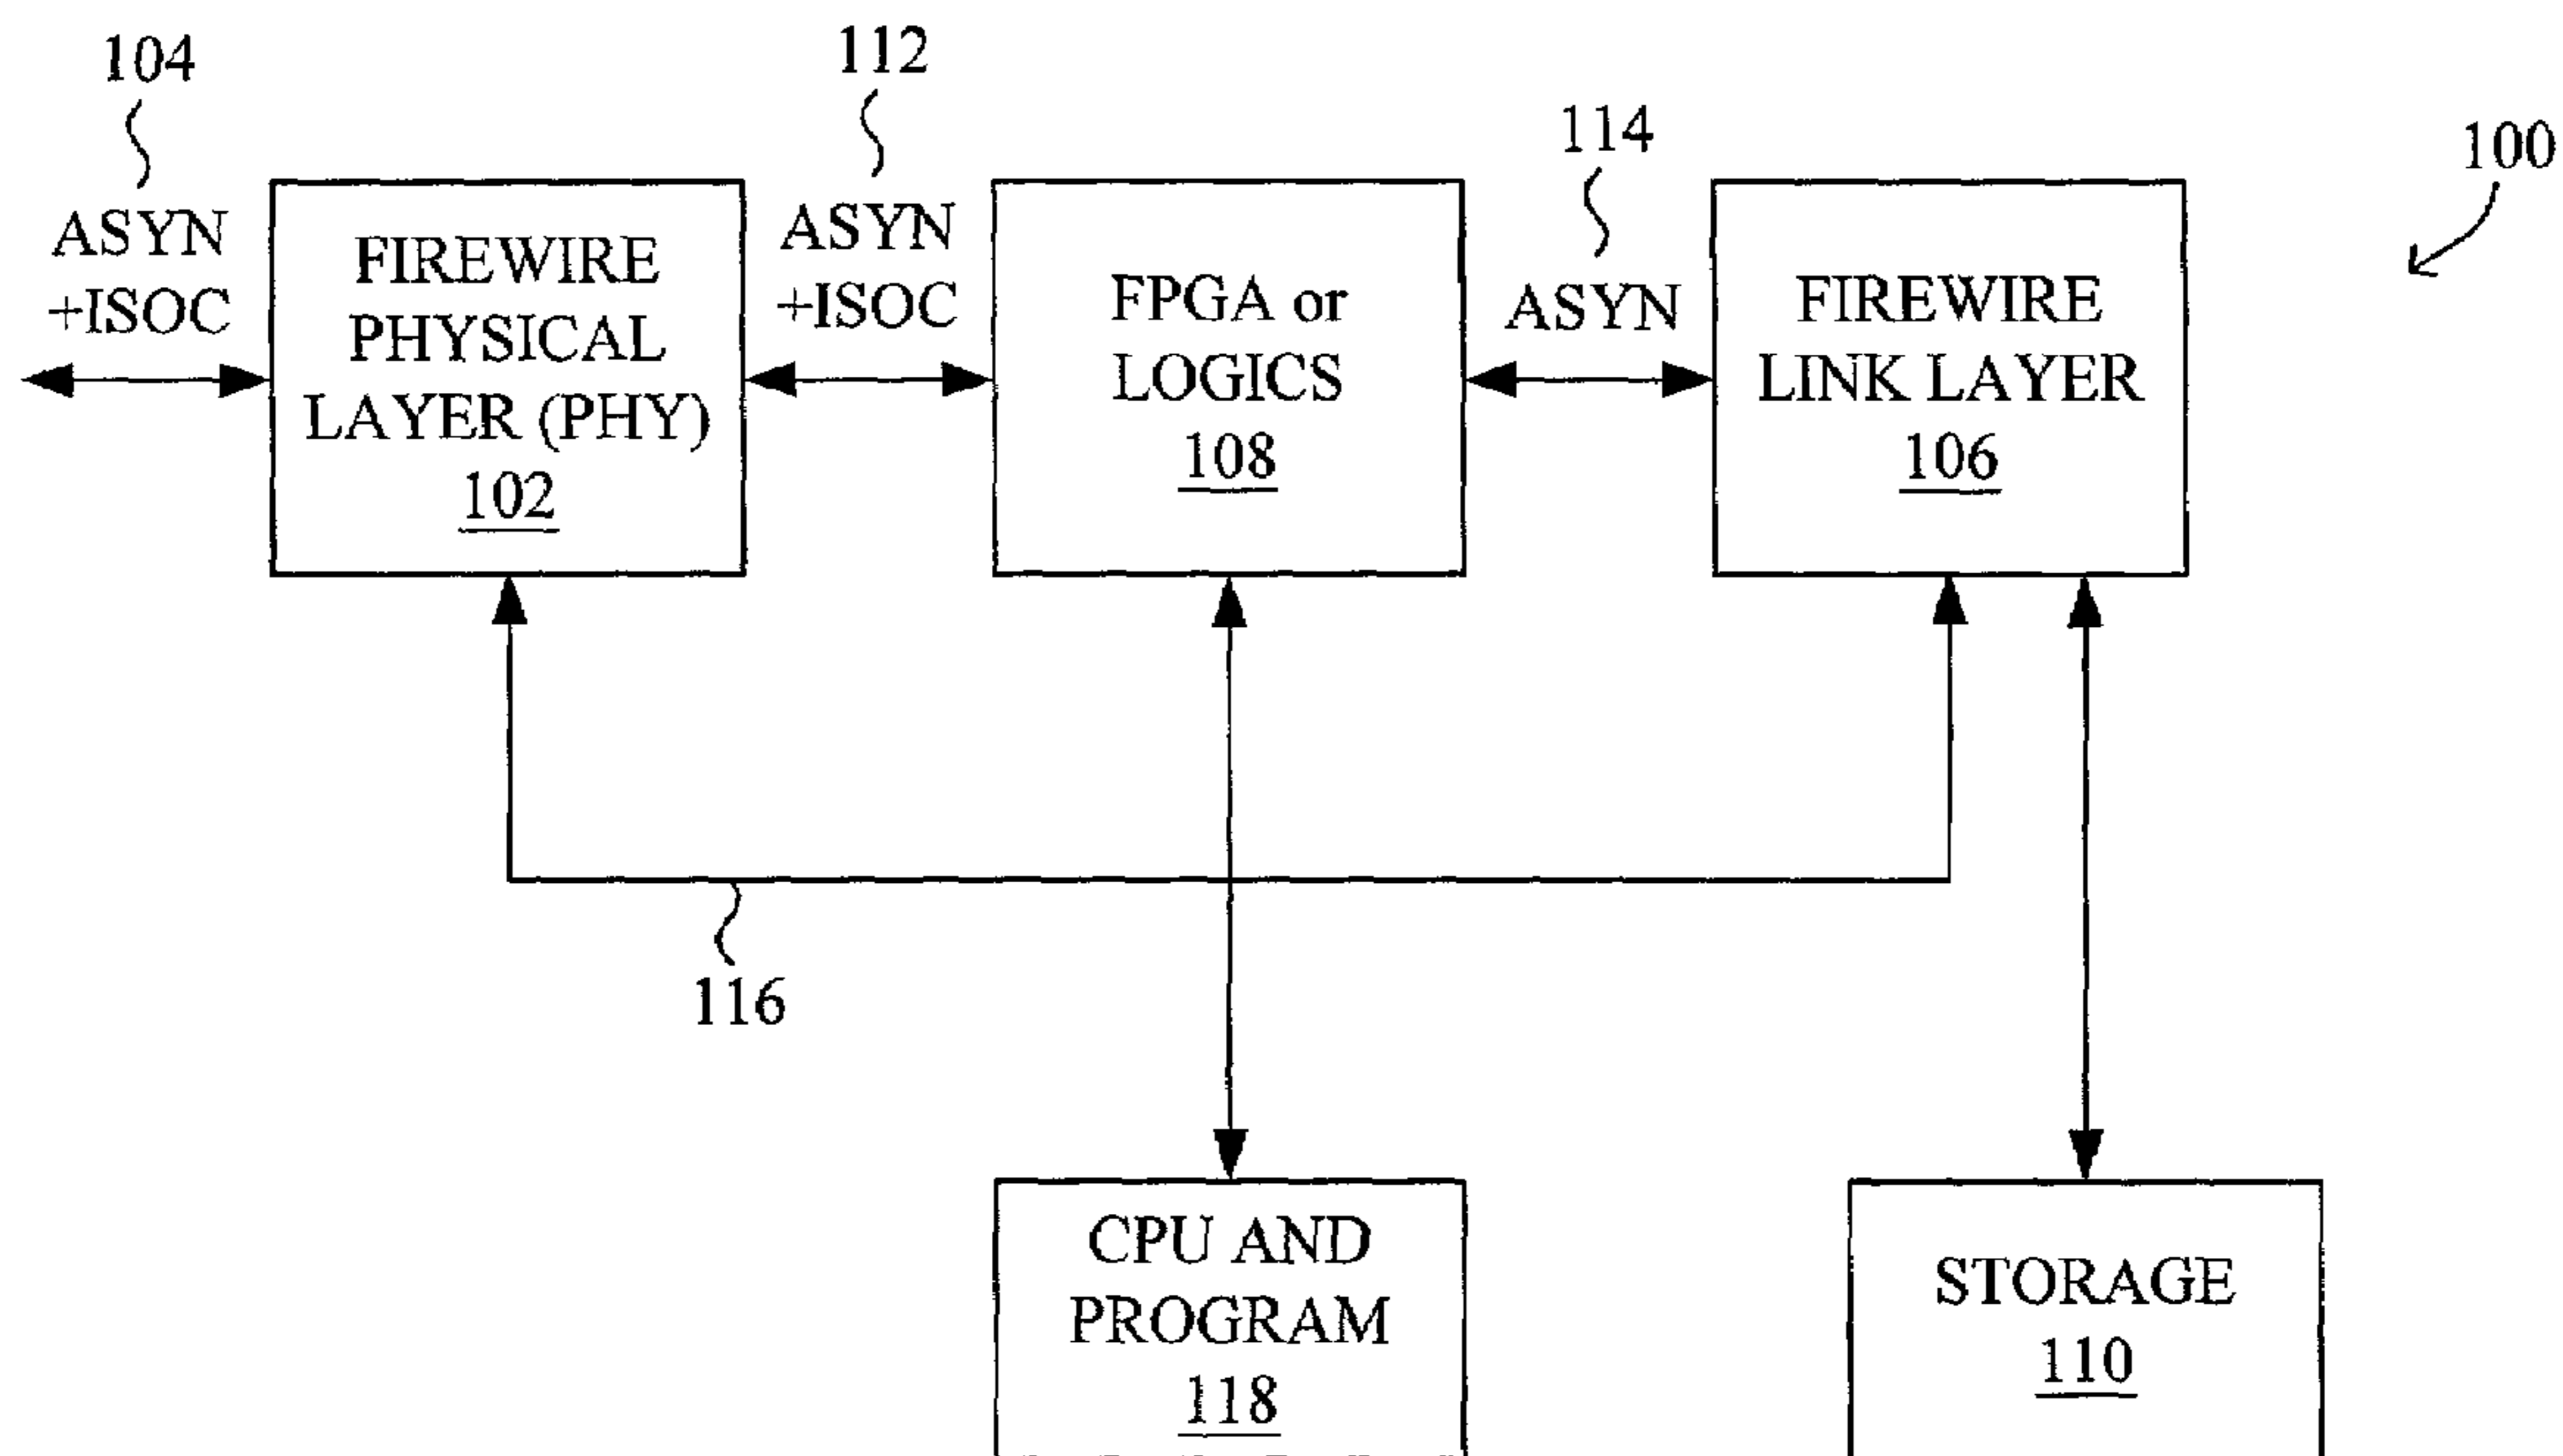 104
112
114
100
ASYN
+ISOC
FIREWIRE
PHYSICAL
LAYER (PHY)
102
ASYN
+ISOC
FPGA or
LOGICS
108
ASYN
FIREWIRE
LINK LAYER
106
116
CPU AND
PROGRAM
118
STORAGE
110